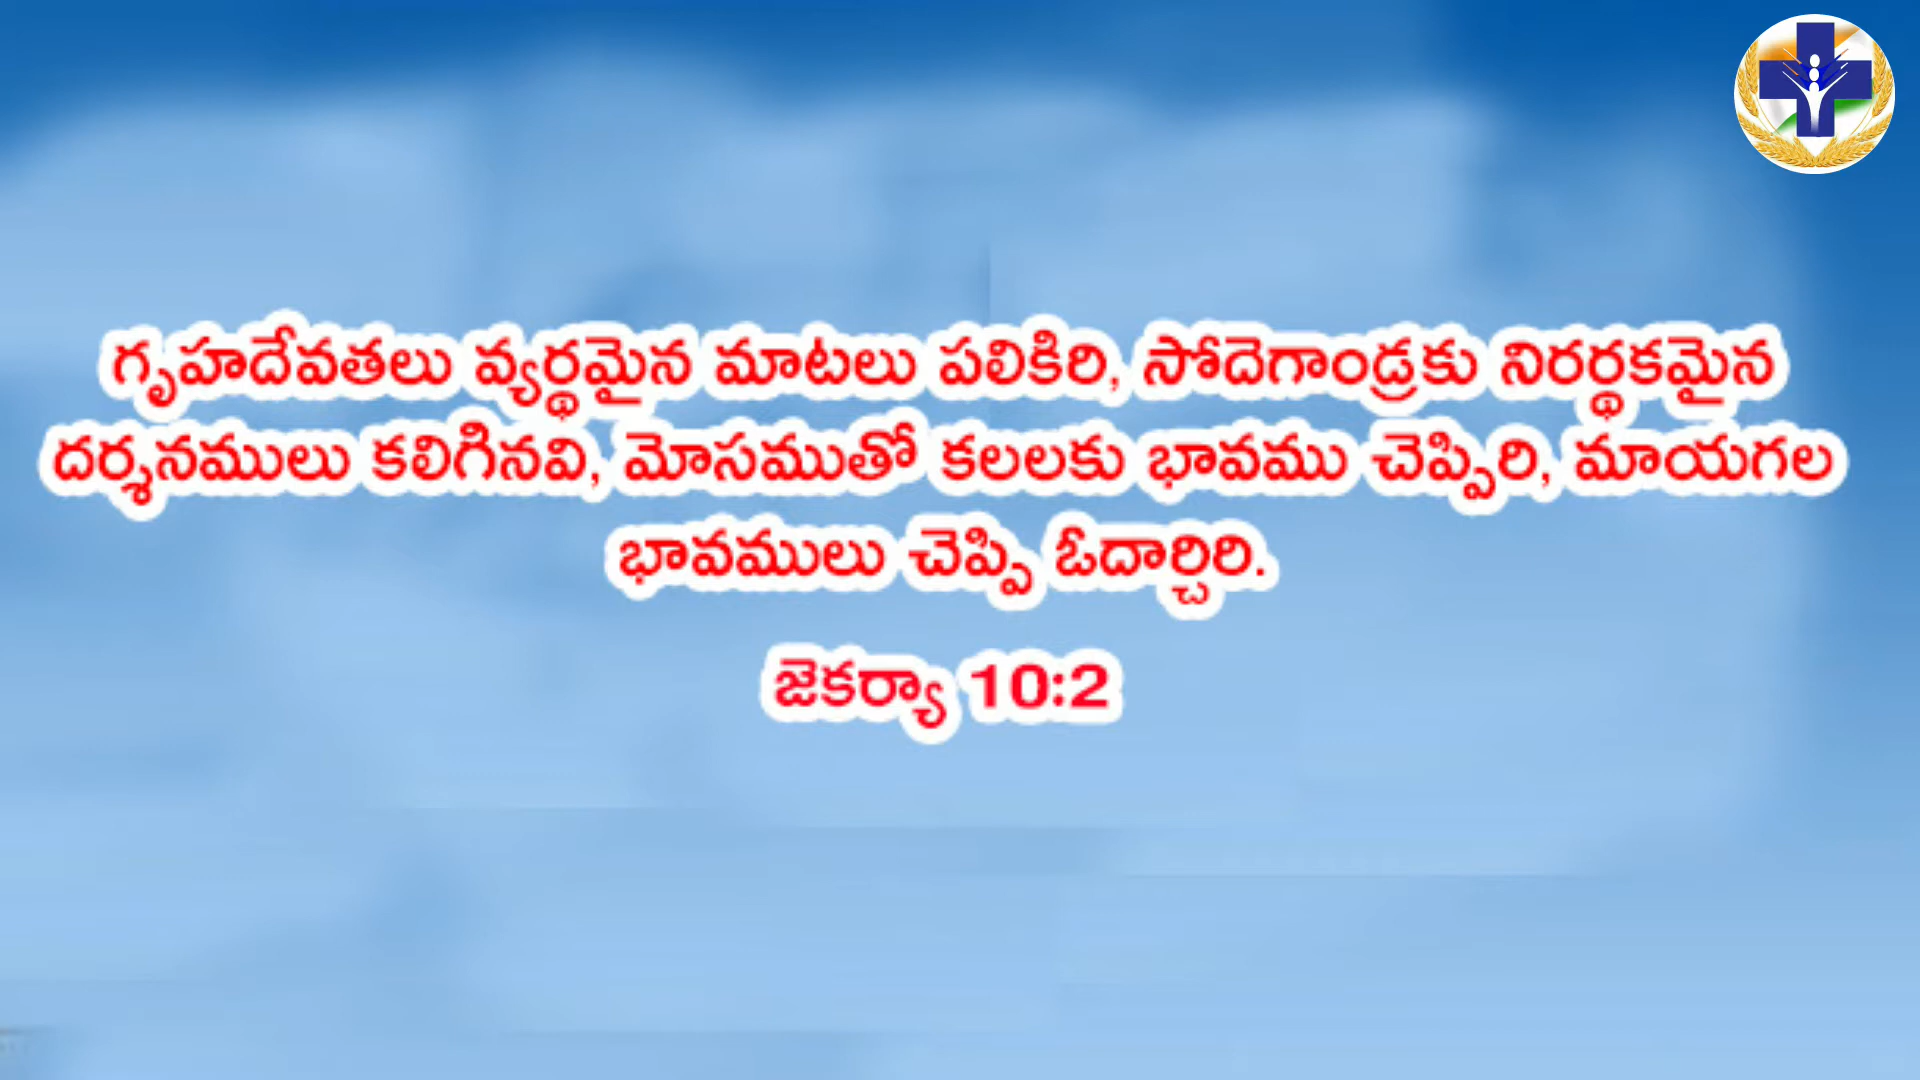 గృహదేవతలు వ్యర్థమైన మాటలు పలికిరి, సోదెగాండ్రకు నిరర్థకమైన
దర్శనములు కలిగినవి, మోసముతో కలలకు భావము చెప్పిరి, మాయగల
భావములు చెప్పి ఓదార్చిరి.
జెకర్యా 10:2